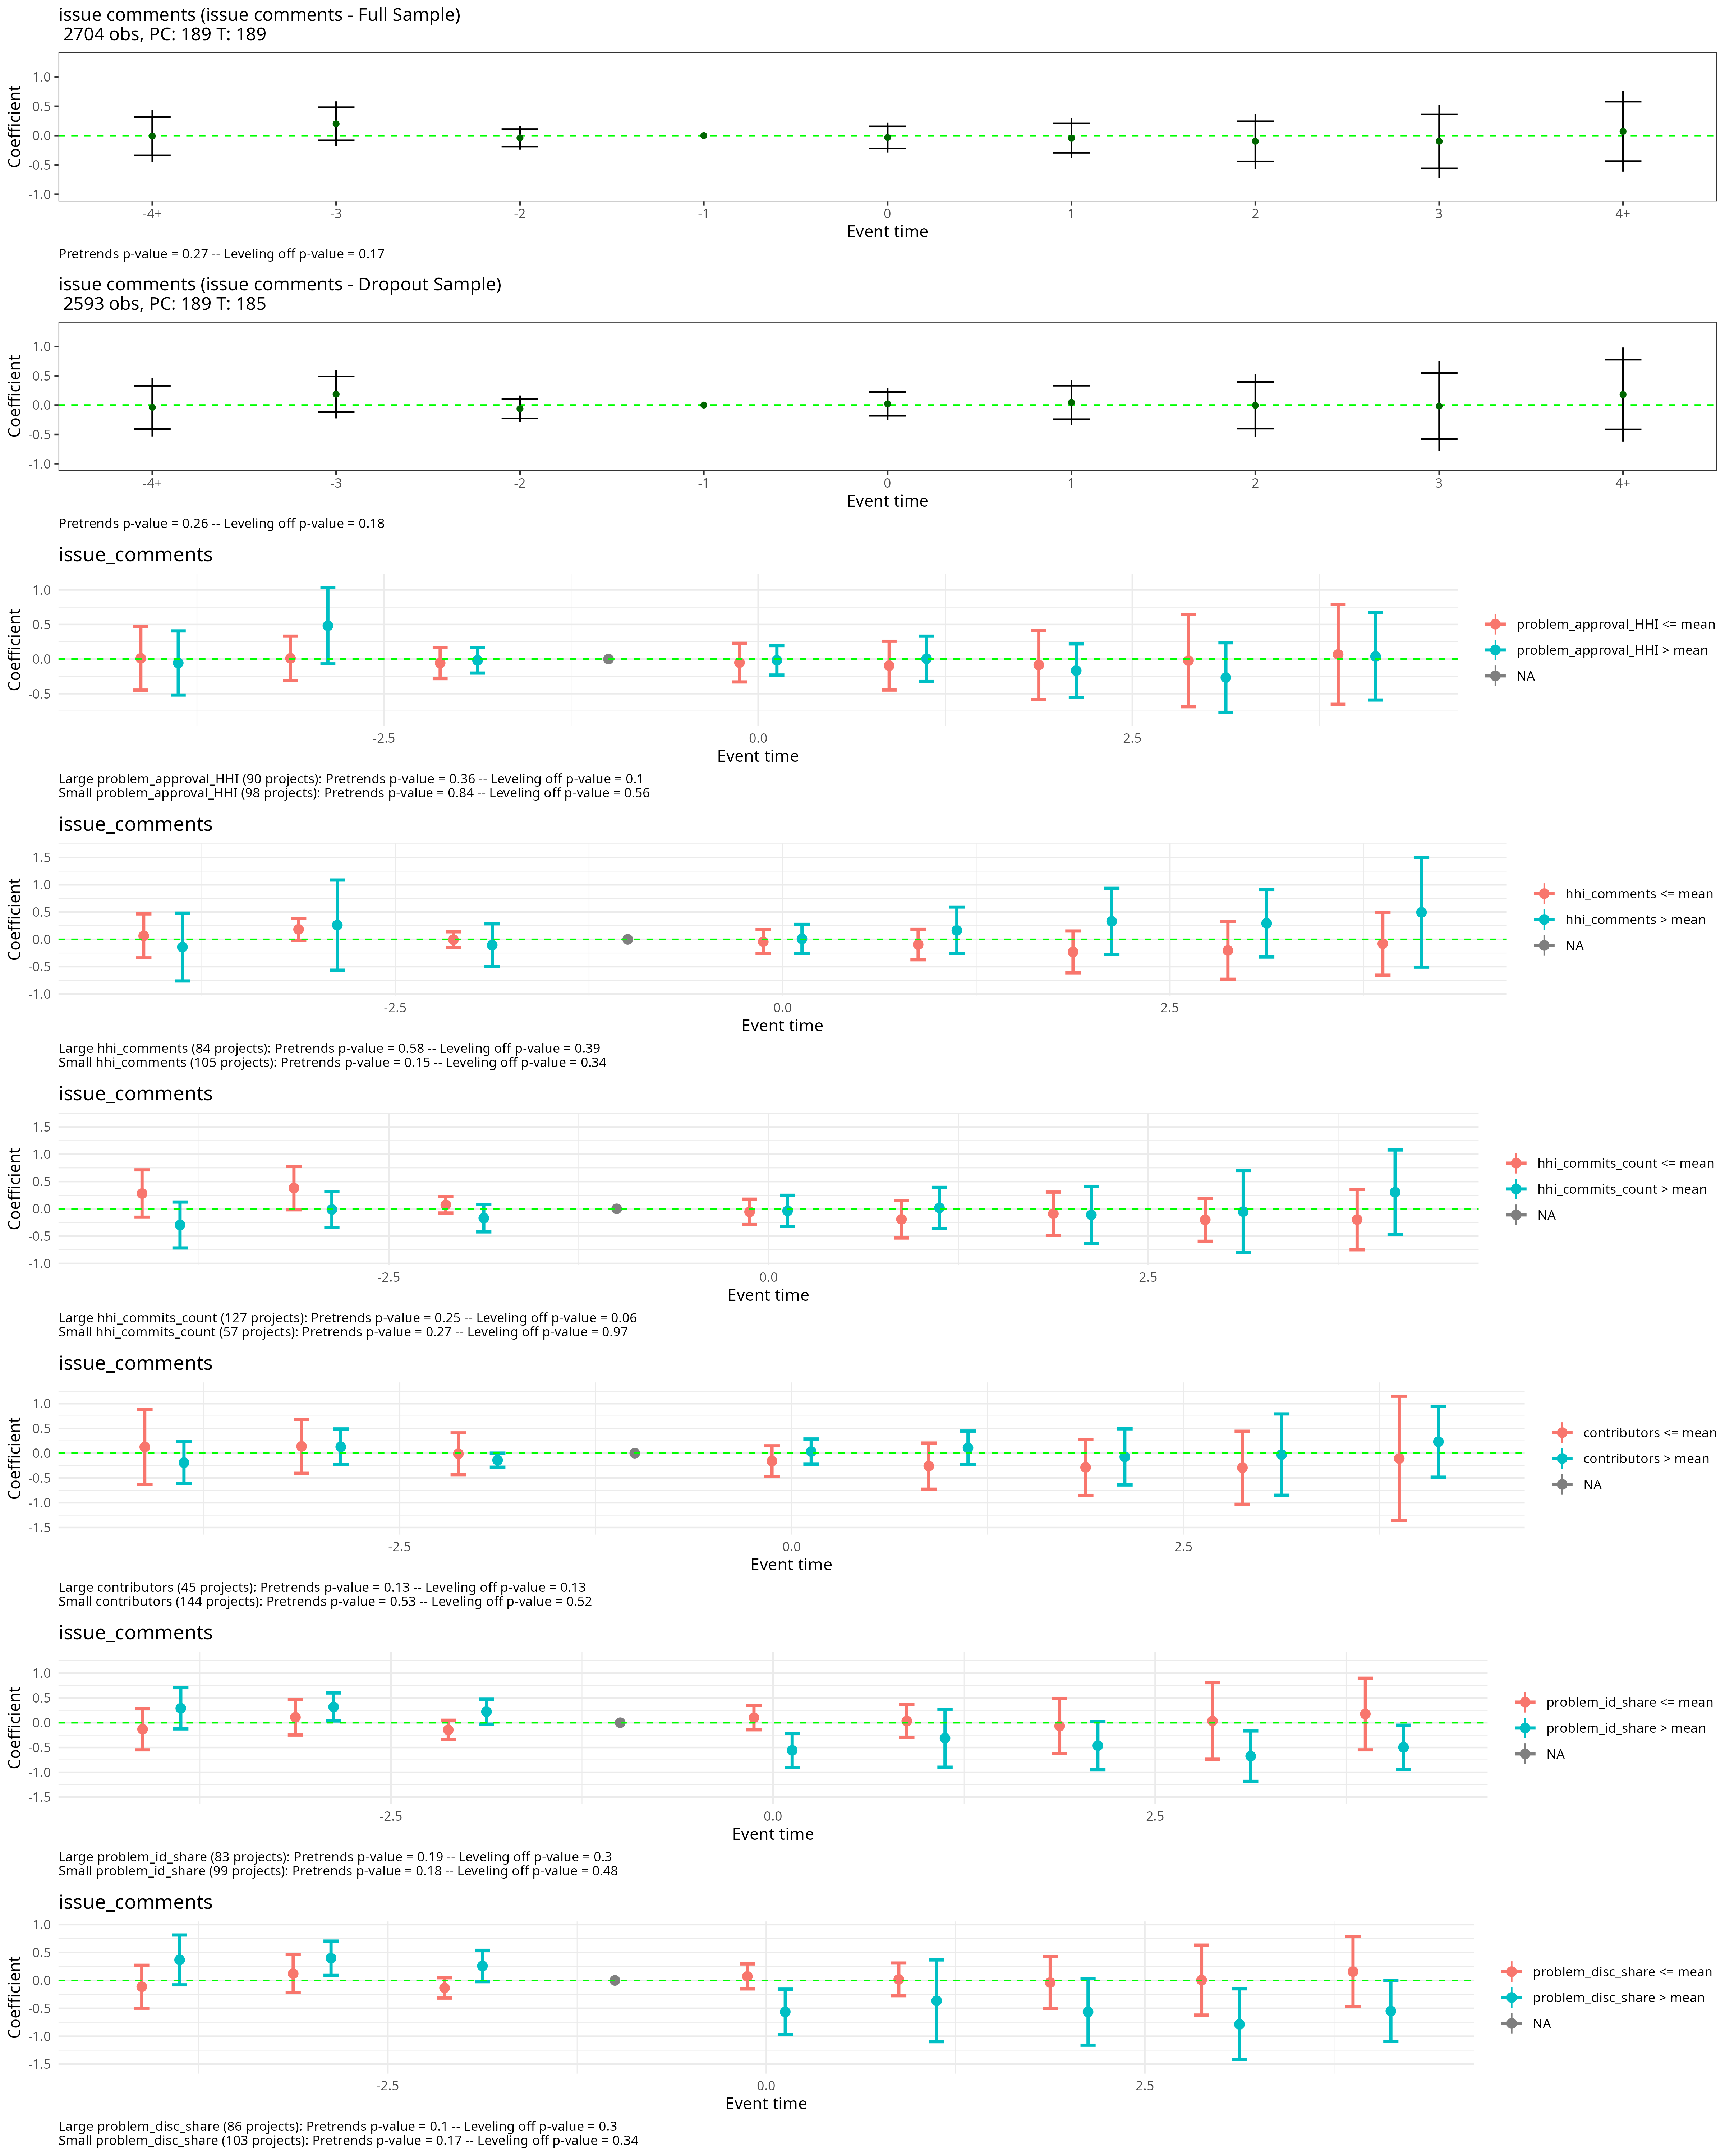 issue comments (issue comments - Full Sample)
2704 obs, PC: 189 T: 189
Coefficient
1.0
0.5
0.0
-0.5
-1.0
-4+ -3 -2 -1 0 1 2 3 4+
Event time
Pretrends p-value = 0.27 -- Leveling off p-value = 0.17
issue comments (issue comments - Dropout Sample)
2593 obs, PC: 189 T: 185
Coefficient
1.0
0.5
0.0
-0.5
-1.0
-4+ -3 -2 -1 0 1 2 3 4+
Event time
Pretrends p-value = 0.26 -- Leveling off p-value = 0.18
issue_comments
Coefficient
1.0
0.5
0.0
-0.5
-2.5 0.0 2.5
Event time
problem_approval_HHI <= mean
problem_approval_HHI > mean
NA
Large problem_approval_HHI (90 projects): Pretrends p-value = 0.36 -- Leveling off p-value = 0.1
Small problem_approval_HHI (98 projects): Pretrends p-value = 0.84 -- Leveling off p-value = 0.56
issue_comments
Coefficient
1.5
1.0
0.5
0.0
-0.5
-1.0
-2.5 0.0 2.5
Event time
hhi_comments <= mean
hhi_comments > mean
NA
Large hhi_comments (84 projects): Pretrends p-value = 0.58 -- Leveling off p-value = 0.39
Small hhi_comments (105 projects): Pretrends p-value = 0.15 -- Leveling off p-value = 0.34
issue_comments
Coefficient
1.5
1.0
0.5
0.0
-0.5
-1.0
-2.5 0.0 2.5
Event time
hhi_commits_count <= mean
hhi_commits_count > mean
NA
Large hhi_commits_count (127 projects): Pretrends p-value = 0.25 -- Leveling off p-value = 0.06
Small hhi_commits_count (57 projects): Pretrends p-value = 0.27 -- Leveling off p-value = 0.97
issue_comments
Coefficient
1.0
0.5
0.0
-0.5
-1.0
-1.5
-2.5 0.0 2.5
Event time
contributors <= mean
contributors > mean
NA
Large contributors (45 projects): Pretrends p-value = 0.13 -- Leveling off p-value = 0.13
Small contributors (144 projects): Pretrends p-value = 0.53 -- Leveling off p-value = 0.52
issue_comments
Coefficient
1.0
0.5
0.0
-0.5
-1.0
-1.5
-2.5 0.0 2.5
Event time
problem_id_share <= mean
problem_id_share > mean
NA
Large problem_id_share (83 projects): Pretrends p-value = 0.19 -- Leveling off p-value = 0.3
Small problem_id_share (99 projects): Pretrends p-value = 0.18 -- Leveling off p-value = 0.48
issue_comments
Coefficient
1.0
0.5
0.0
-0.5
-1.0
-1.5
-2.5 0.0 2.5
Event time
problem_disc_share <= mean
problem_disc_share > mean
NA
Large problem_disc_share (86 projects): Pretrends p-value = 0.1 -- Leveling off p-value = 0.3
Small problem_disc_share (103 projects): Pretrends p-value = 0.17 -- Leveling off p-value = 0.34